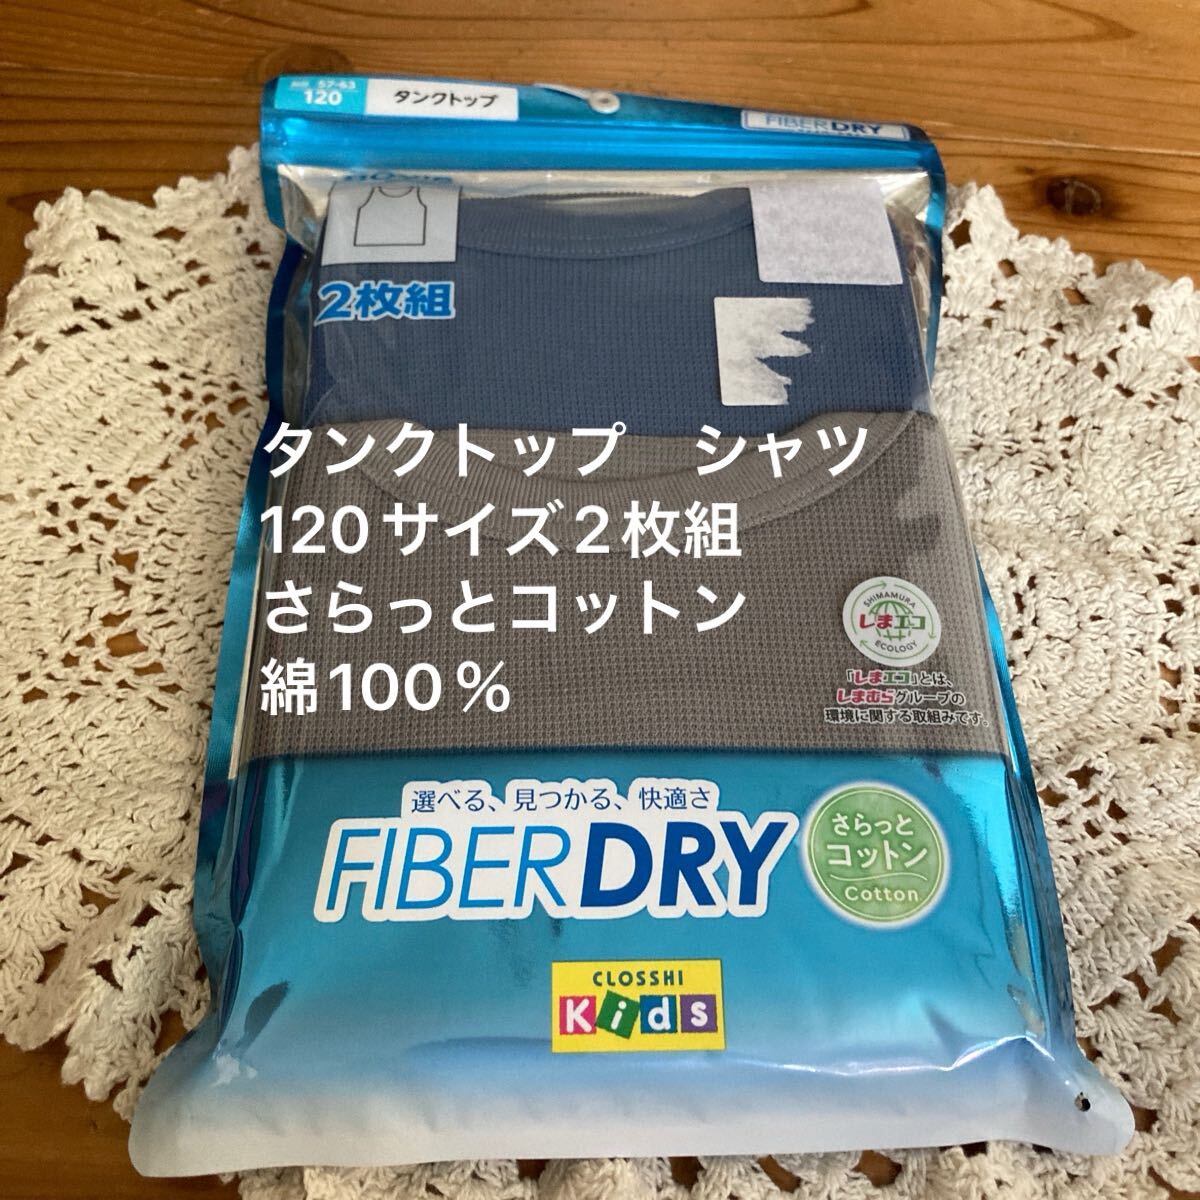 胸囲 57-63
120
タンクトップ
FIBERDRY
2枚組
タンクトップ　シャツ
120サイズ2枚組
さらっとコットン
綿100％
SHIMAMURA
しまエコ
ECOLOGY
「しまエコ」とは、
しまむらグループの
環境に関する取組みです。
選べる、見つかる、快適さ
FIBERDRY
さらっと
コットン
Cotton
CLOSSHI
Kids